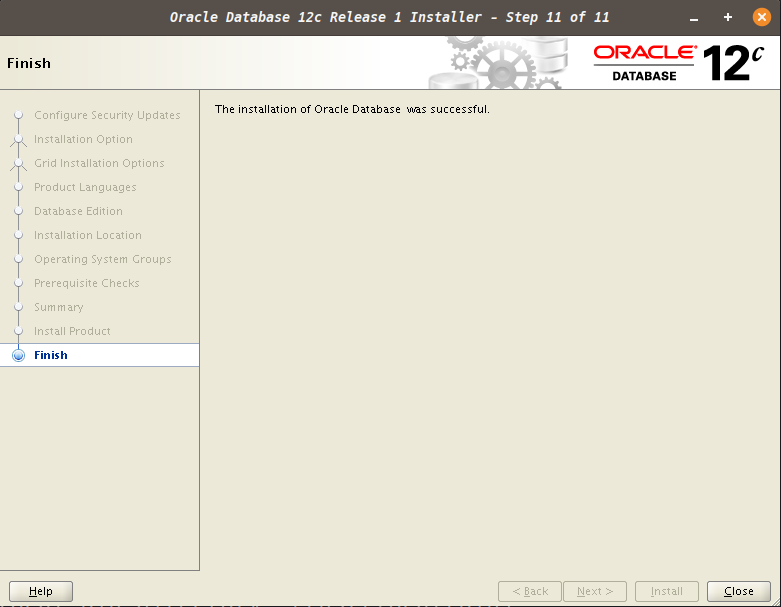 Oracle Database 12c Release 1 Installer - Step 11 of 11
Finish
ORACLE
DATABASE
12c
Configure Security Updates
Installation Option
Grid Installation Options
Product Languages
Database Edition
Installation Location
Operating System Groups
Prerequisite Checks
Summary
Install Product
Finish
The installation of Oracle Database  was successful.
Help
< Back
Next >
Install
Close